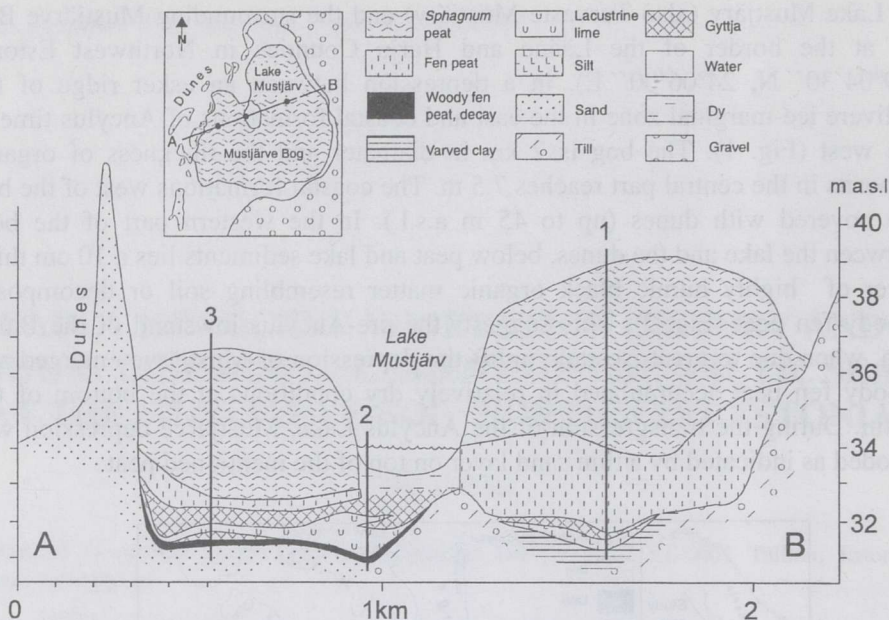 N
Dunes
Lake
Mustjärv
A
B
Mustjärve Bog
Sphagnum
peat
Fen peat
Woody fen
peat, decay
Varved clay
Lacustrine
lime
Silt
Sand
Till
Gyttja
Water
Dy
Gravel
m a.s.l
40
38
36
34
32
Dunes
3
Lake
Mustjärv
2
1
A
B
0
1km
2